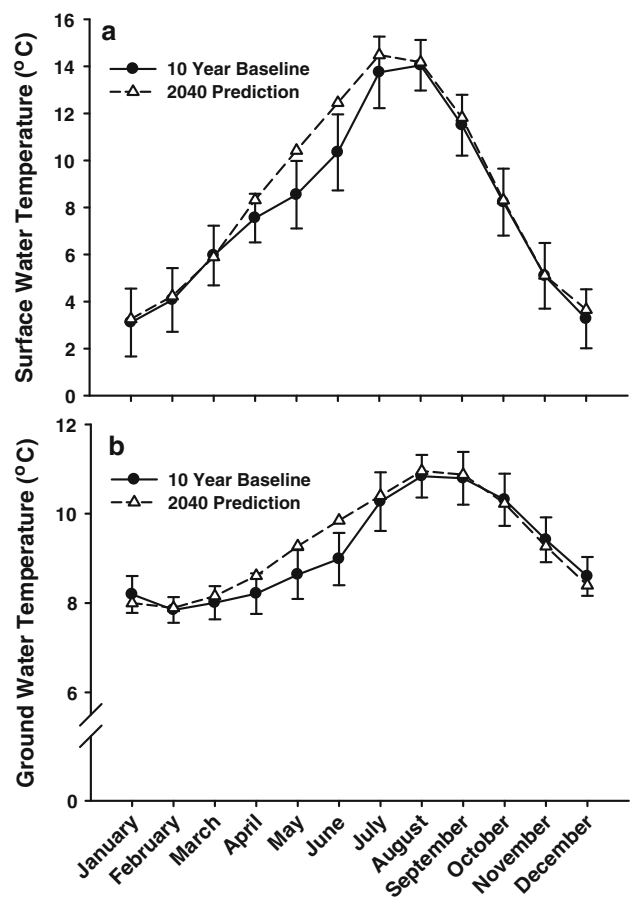 a
10 Year Baseline
2040 Prediction
Surface Water Temperature (°C)
16
14
12
10
8
6
4
2
0
b
10 Year Baseline
2040 Prediction
Ground Water Temperature (°C)
12
10
8
6
0
January
February
March
April
May
June
July
August
September
October
November
December